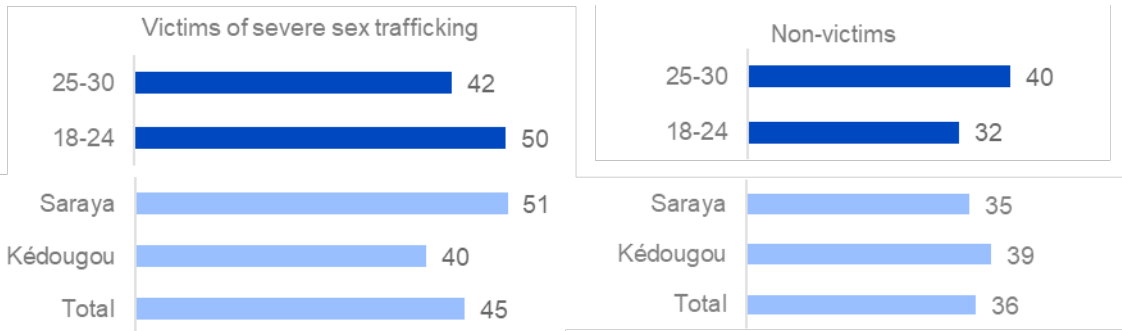 Victims of severe sex trafficking
25-30 42
18-24 50
Saraya 51
Kédougou 40
Total 45
Non-victims
25-30 40
18-24 32
Saraya 35
Kédougou 39
Total 36